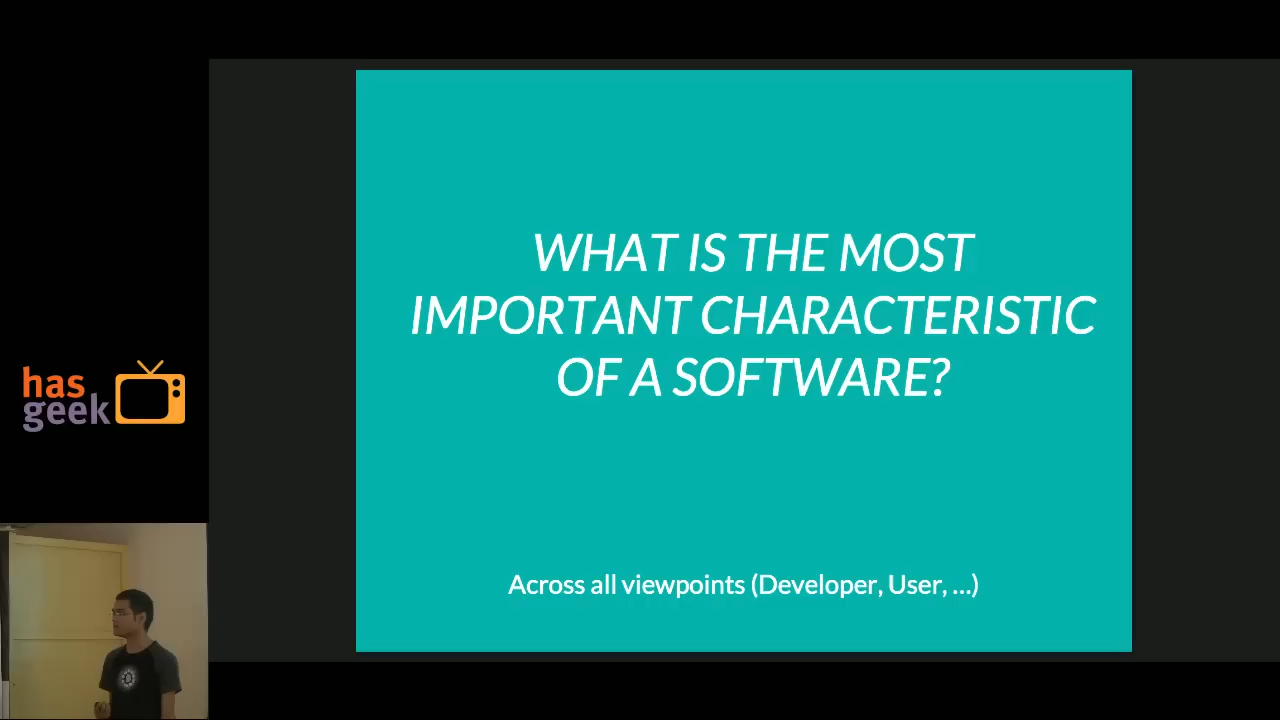 WHAT IS THE MOST
IMPORTANT CHARACTERISTIC
OF A SOFTWARE?
Across all viewpoints (Developer, User, ...)
has
geek